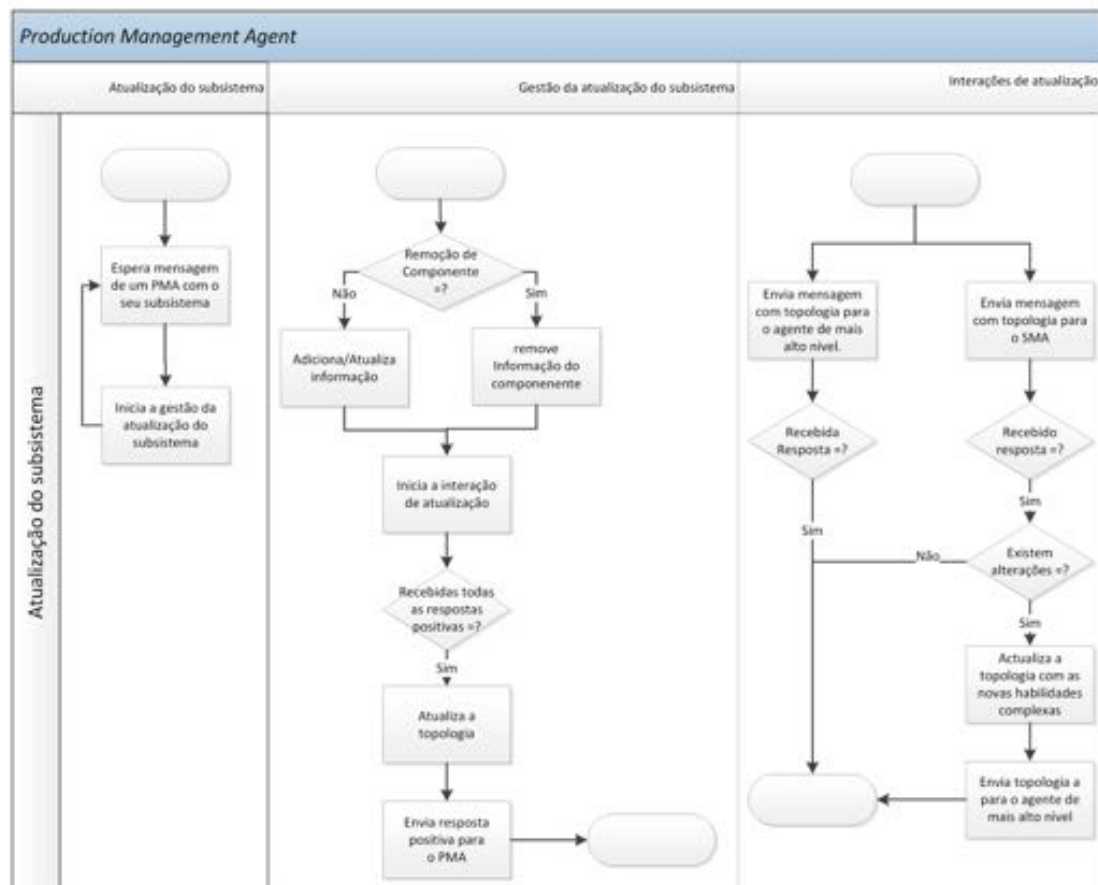 Production Management Agent
Atualização do subsistema
Gestão da atualização do subsistema
Interações de atualização
Atualização do subsistema
Espera mensagem
de um PMA com o
seu subsistema
Inicia a gestão da
atualização do
subsistema
Remoção de
Componente
=?
Não
Sim
Adiciona/Atualiza
informação
remove
Informação do
componenente
Inicia a interação
de atualização
Recebidas todas
as respostas
positivas =?
Sim
Atualiza a
topologia
Envia resposta
positiva para
o PMA
Envia mensagem
com topologia para
o agente de mais
alto nível.
Envia mensagem
com topologia para
o SMA
Recebida
Resposta =?
Recebido
resposta =?
Sim
Sim
Não
Existem
alterações =?
Sim
Actualiza a
topologia com as
novas habilidades
complexas
Envia topologia a
para o agente de
mais alto nível